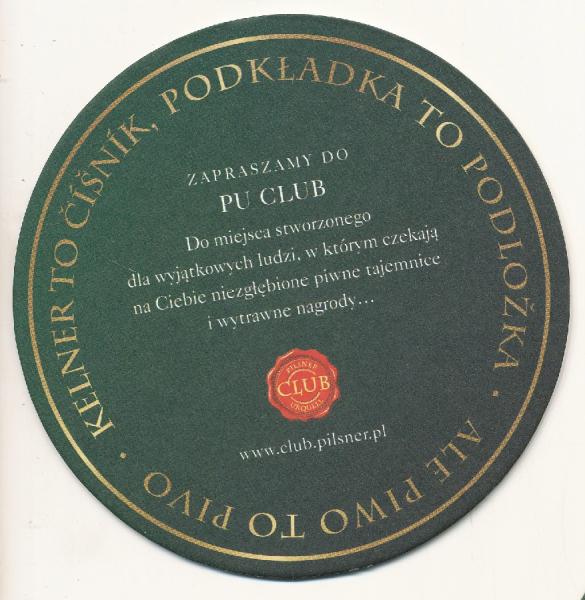 KELNER TO ČÍŠNÍK, PODKŁADKA TO PODLOŽKA • ALE PIWO TO PIVO •
ZAPRASZAMY DO
PU CLUB
Do miejsca stworzonego
dla wyjątkowych ludzi, w którym czekają
na Ciebie niezgłębione piwne tajemnice
i wytrawne nagrody...
PILSNER
CLUB
URQUELL
www.club.pilsner.pl